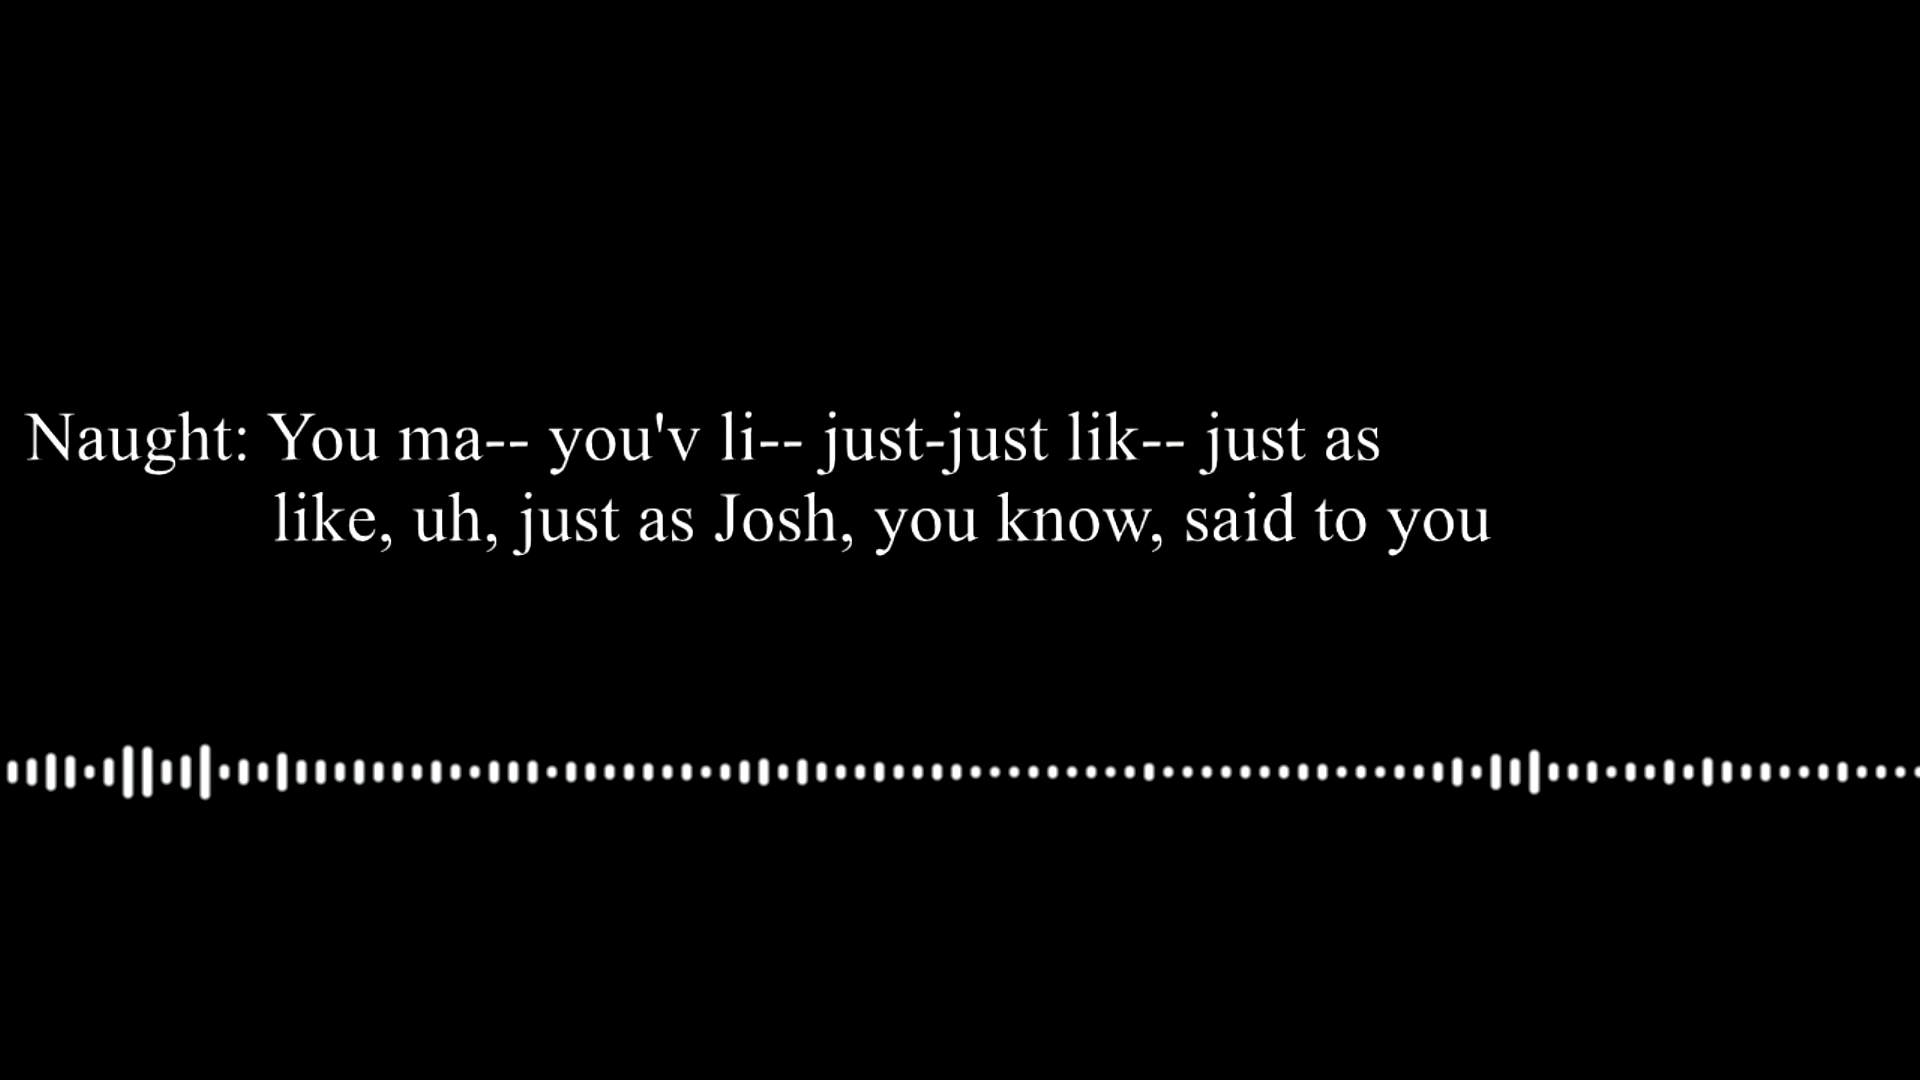 Naught: You ma-- you'v li-- just-just lik-- just as
like, uh, just as Josh, you know, said to you